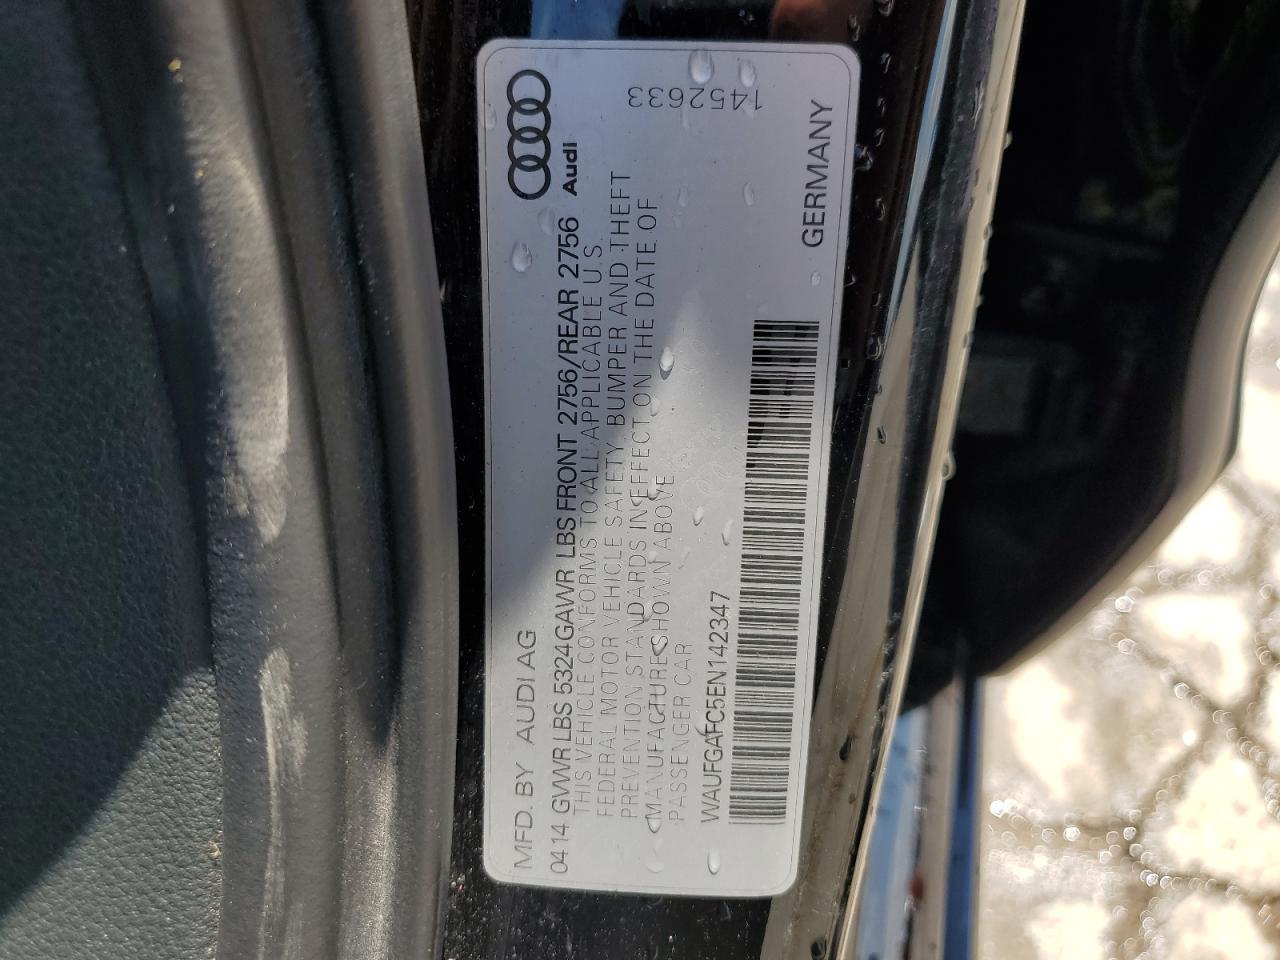 MFD. BY AUDI AG
Audi
0414 GVWR LBS 5324 GAWR LBS FRONT 2756/REAR 2756
THIS VEHICLE CONFORMS TO ALL APPLICABLE U.S.
FEDERAL MOTOR VEHICLE SAFETY, BUMPER AND THEFT
PREVENTION STANDARDS IN EFFECT ON THE DATE OF
MANUFACTURE SHOWN ABOVE
PASSENGER CAR
1452633
WAUFGAFC5EN142347
GERMANY